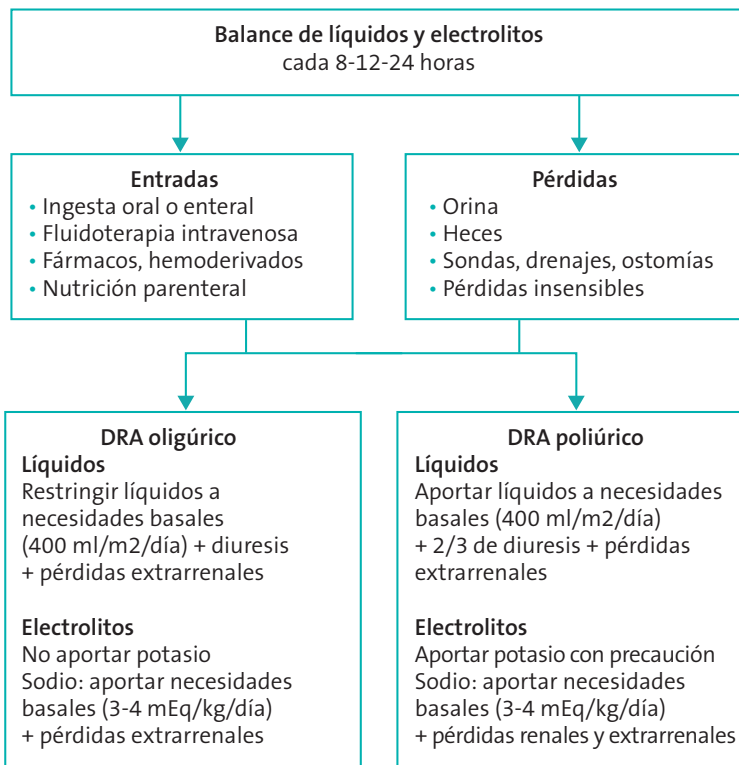 Balance de líquidos y electrolitos
cada 8-12-24 horas
Entradas
• Ingesta oral o enteral
• Fluidoterapia intravenosa
• Fármacos, hemoderivados
• Nutrición parenteral
Pérdidas
• Orina
• Heces
• Sondas, drenajes, ostomías
• Pérdidas insensibles
DRA oligúrico
Líquidos
Restringir líquidos a
necesidades basales
(400 ml/m2/día) + diuresis
+ pérdidas extrarrenales
Electrolitos
No aportar potasio
Sodio: aportar necesidades
basales (3-4 mEq/kg/día)
+ pérdidas extrarrenales
DRA poliúrico
Líquidos
Aportar líquidos a necesidades
basales (400 ml/m2/día)
+ 2/3 de diuresis + pérdidas
extrarrenales
Electrolitos
Aportar potasio con precaución
Sodio: aportar necesidades
basales (3-4 mEq/kg/día)
+ pérdidas renales y extrarrenales